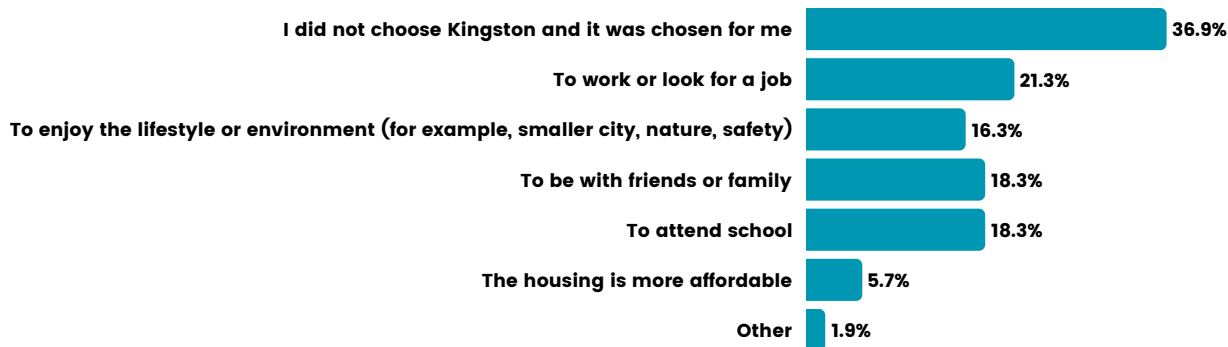 I did not choose Kingston and it was chosen for me 36.9%
To work or look for a job 21.3%
To enjoy the lifestyle or environment (for example, smaller city, nature, safety) 16.3%
To be with friends or family 18.3%
To attend school 18.3%
The housing is more affordable 5.7%
Other 1.9%